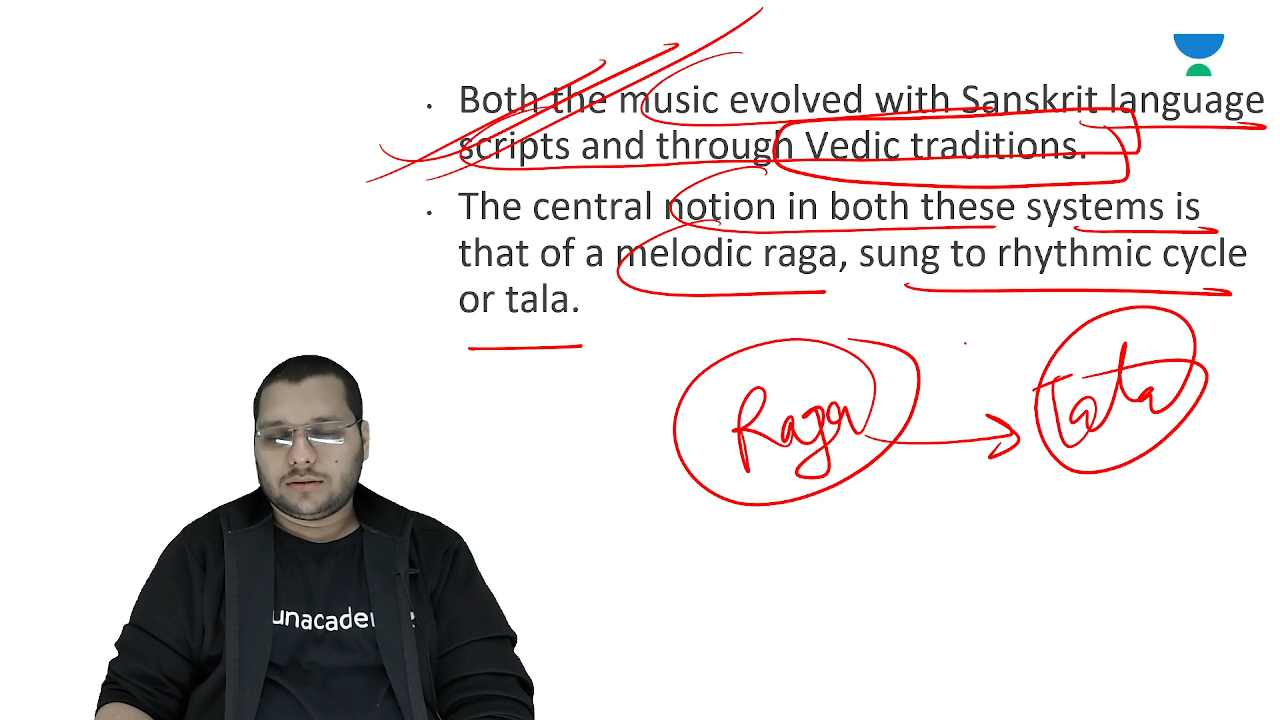 Both the music evolved with Sanskrit language
scripts and through Vedic traditions.
The central notion in both these systems is
that of a melodic raga, sung to rhythmic cycle
or tala.
Raga
Tala